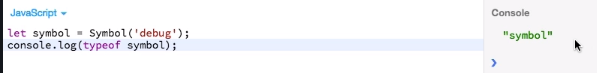 JavaScript
let symbol = Symbol('debug');
console.log(typeof symbol);
Console
"symbol"